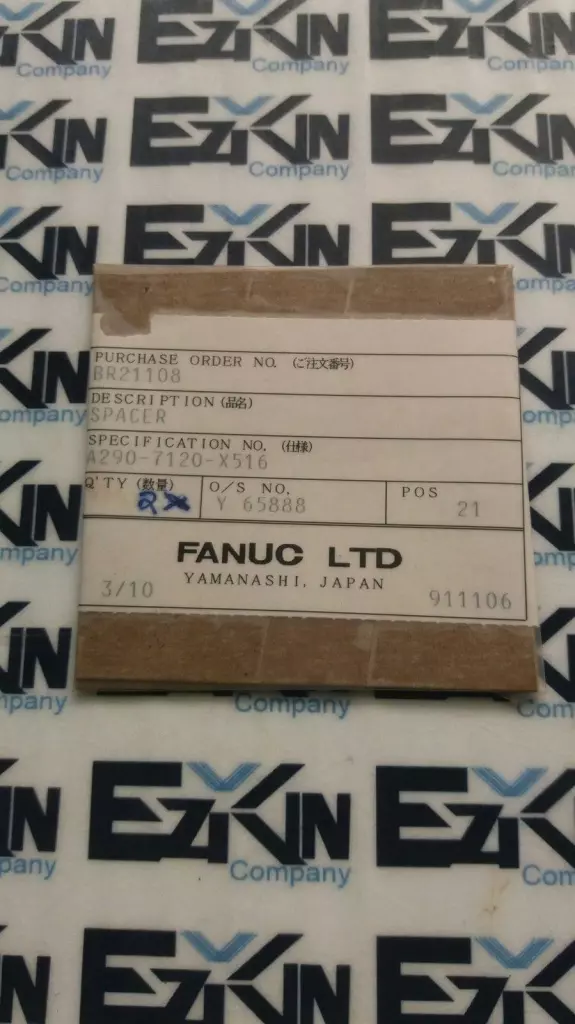 EZKIN
Company
PURCHASE ORDER NO. (ご注文番号)
BR21108
DESCRIPTION (品名)
SPACER
SPECIFICATION NO. (仕様)
A290-7120-X516
Q'TY (数量)
2
O/S NO.
Y 65888
POS
21
FANUC LTD
YAMANASHI, JAPAN
3/10
911106